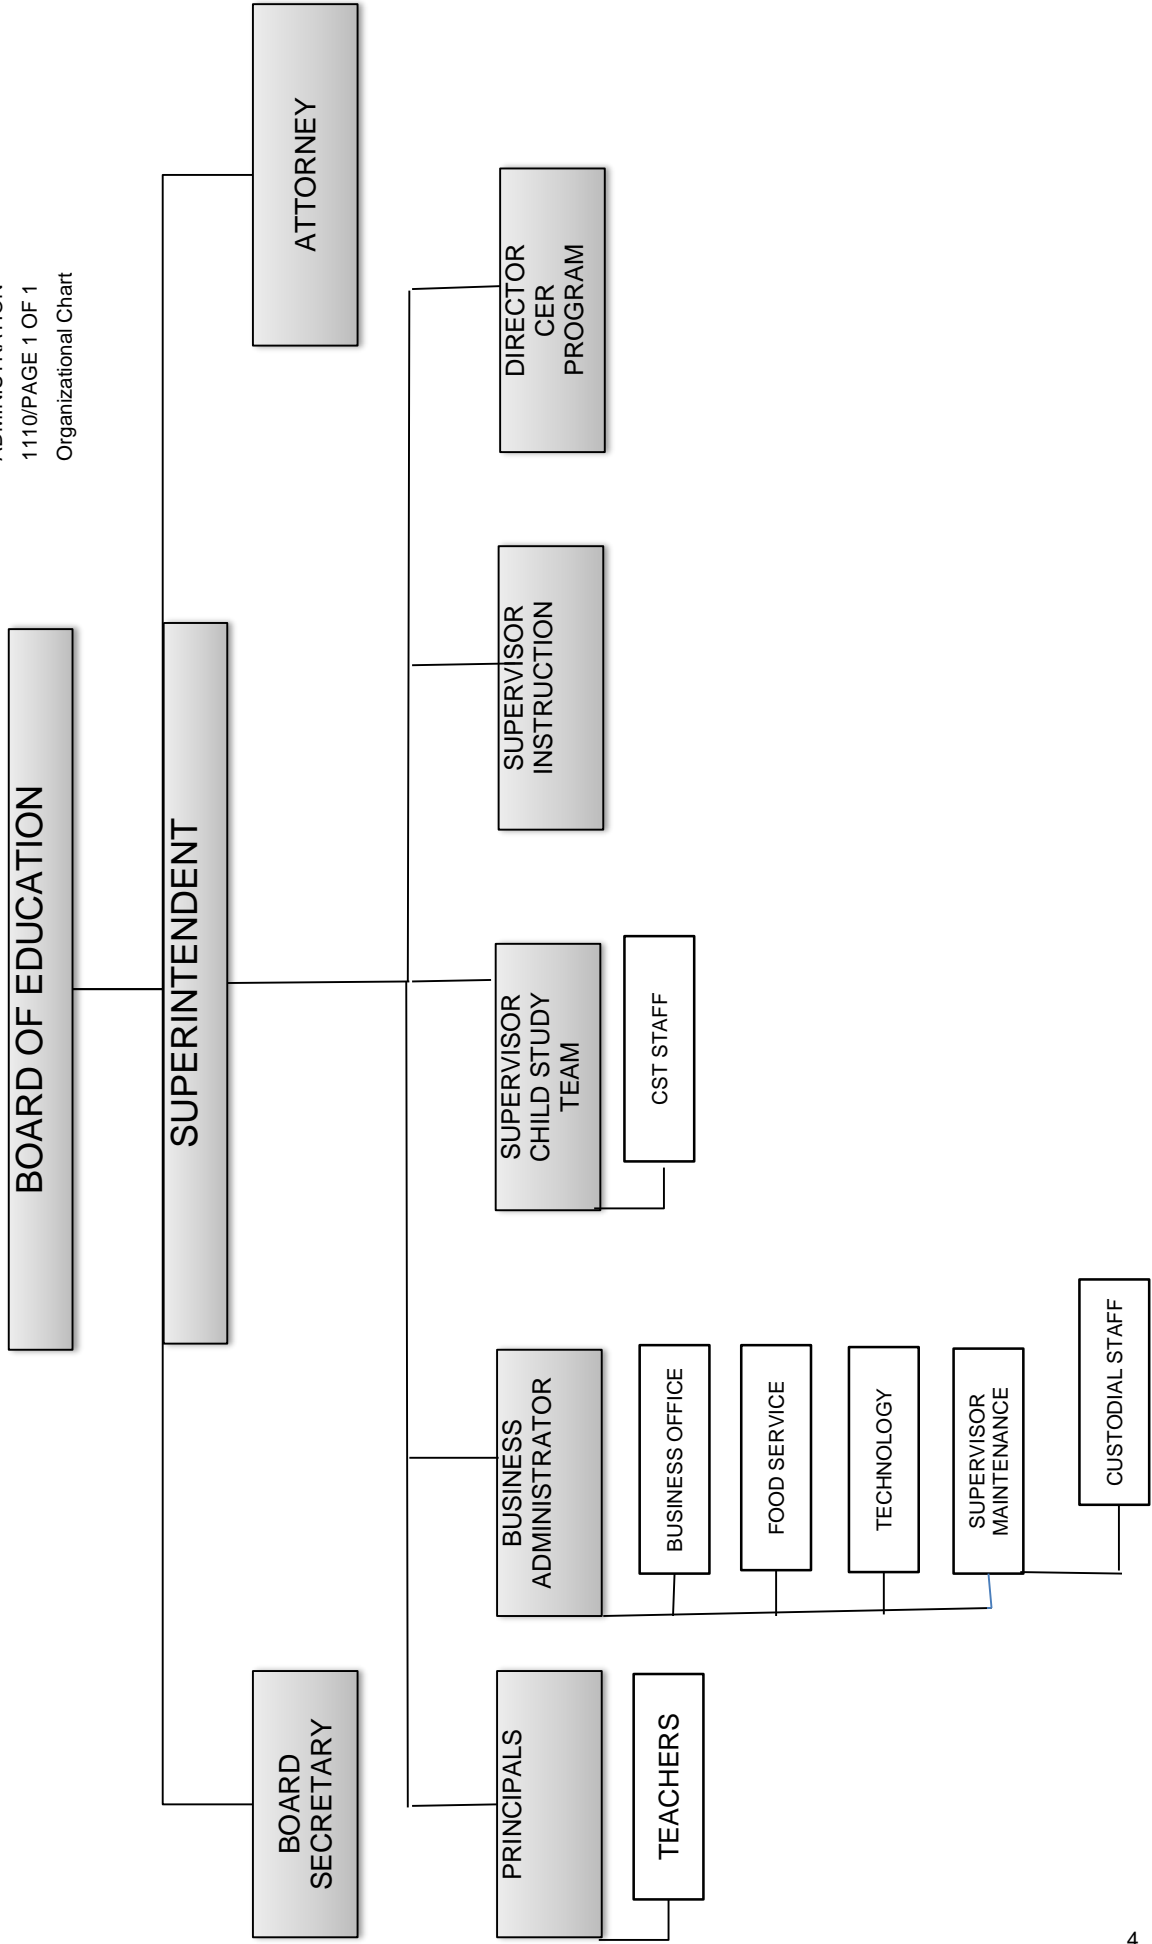 ADMINISTRATION
1110/PAGE 1 OF 1
Organizational Chart
BOARD OF EDUCATION
SUPERINTENDENT
BOARD
SECRETARY
ATTORNEY
PRINCIPALS
BUSINESS
ADMINISTRATOR
SUPERVISOR
CHILD STUDY
TEAM
SUPERVISOR
INSTRUCTION
DIRECTOR
CER
PROGRAM
TEACHERS
BUSINESS OFFICE
FOOD SERVICE
TECHNOLOGY
SUPERVISOR
MAINTENANCE
CUSTODIAL STAFF
CST STAFF
4